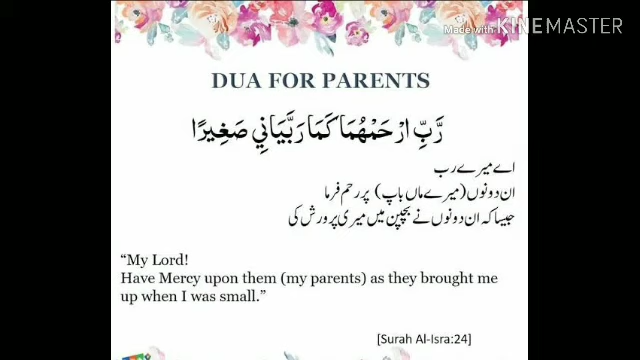 Made with KINEMASTER
DUA FOR PARENTS
رَّبِّ ارْحَمْهُمَا كَمَا رَبَّيَانِي صَغِيرًا
اے میرے رب
ان دونوں (میرے ماں باپ) پر رحم فرما
جیسا کہ ان دونوں نے بچپن میں میری پرورش کی
“My Lord!
Have Mercy upon them (my parents) as they brought me
up when I was small.”
[Surah Al-Isra:24]